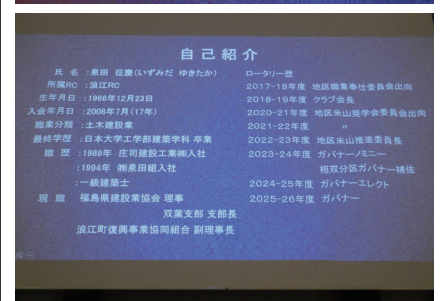 自己紹介
氏 名 :泉田 征慶(いずみだ ゆきたか)
所属RC :浪江RC
生年月日 :1966年12月23日
入会年月日 :2008年7月(17年)
職業分類 :土木建設業
最終学歴 :日本大学工学部建築学科 卒業
職 歴 :1989年 庄司建設工業㈱入社
:1994年 ㈱泉田組入社
:一級建築士
現 職 福島県建設業協会 理事
双葉支部 支部長
浪江町復興事業協同組合 副理事長
ロータリー歴
2017-18年度 地区職業奉仕委員会出向
2018-19年度 クラブ会長
2020-21年度 地区米山奨学会委員会出向
2021-22年度 〃
2022-23年度 地区米山推進委員長
2023-24年度 ガバナーノミニー
相双分区ガバナー補佐
2024-25年度 ガバナーエレクト
2025-26年度 ガバナー